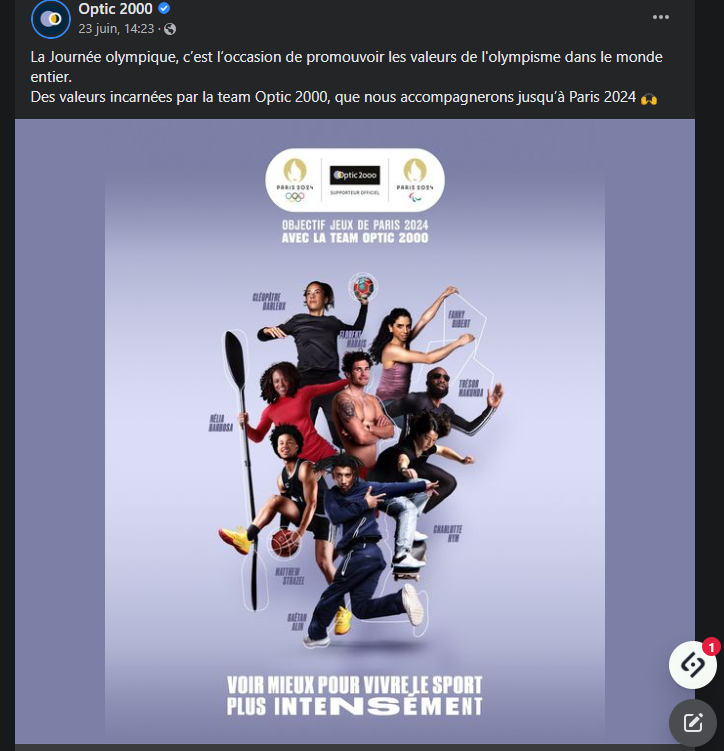 Optic 2000
23 juin, 14:23 ·
La Journée olympique, c'est l'occasion de promouvoir les valeurs de l'olympisme dans le monde
entier.
Des valeurs incarnées par la team Optic 2000, que nous accompagnerons jusqu'à Paris 2024 🙌
PARIS 2024
Optic 2000
SUPPORTEUR OFFICIEL
PARIS 2024
OBJECTIF JEUX DE PARIS 2024
AVEC LA TEAM OPTIC 2000
CLÉOPÂTRE
DARLEUX
FLORENT
MARAIS
FANNY
GIBERT
TRÉSOR
MAKUNDA
NÉLIA
BARBOSA
CHARLOTTE
HYM
MATTHEW
STRAZEL
GAËTAN
ALIN
VOIR MIEUX POUR VIVRE LE SPORT
PLUS INTENSÉMENT
1